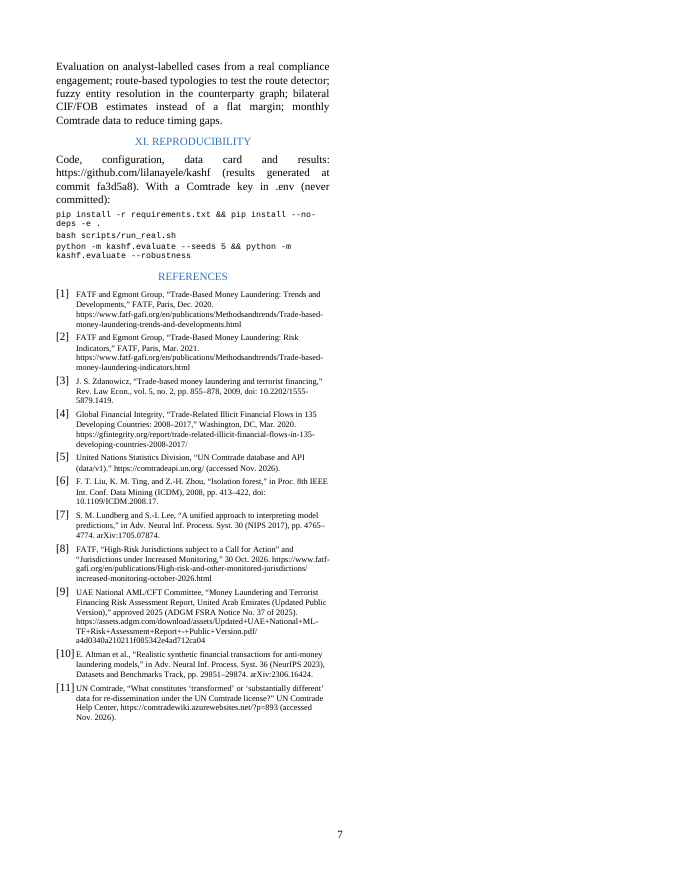 Evaluation on analyst-labelled cases from a real compliance
engagement; route-based typologies to test the route detector;
fuzzy entity resolution in the counterparty graph; bilateral
CIF/FOB estimates instead of a flat margin; monthly
Comtrade data to reduce timing gaps.
XI. REPRODUCIBILITY
Code, configuration, data card and results:
https://github.com/lilanayele/kashf (results generated at
commit fa3d5a8). With a Comtrade key in .env (never
committed):
pip install -r requirements.txt && pip install --no-
deps -e .
bash scripts/run_real.sh
python -m kashf.evaluate --seeds 5 && python -m
kashf.evaluate --robustness
REFERENCES
[1] FATF and Egmont Group, “Trade-Based Money Laundering: Trends and
Developments,” FATF, Paris, Dec. 2020.
https://www.fatf-gafi.org/en/publications/Methodsandtrends/Trade-based-
money-laundering-trends-and-developments.html
[2] FATF and Egmont Group, “Trade-Based Money Laundering: Risk
Indicators,” FATF, Paris, Mar. 2021.
https://www.fatf-gafi.org/en/publications/Methodsandtrends/Trade-based-
money-laundering-indicators.html
[3] J. S. Zdanowicz, “Trade-based money laundering and terrorist financing,”
Rev. Law Econ., vol. 5, no. 2, pp. 855–878, 2009, doi: 10.2202/1555-
5879.1419.
[4] Global Financial Integrity, “Trade-Related Illicit Financial Flows in 135
Developing Countries: 2008–2017,” Washington, DC, Mar. 2020.
https://gfintegrity.org/report/trade-related-illicit-financial-flows-in-135-
developing-countries-2008-2017/
[5] United Nations Statistics Division, “UN Comtrade database and API
(data/v1).” https://comtradeapi.un.org/ (accessed Nov. 2026).
[6] F. T. Liu, K. M. Ting, and Z.-H. Zhou, “Isolation forest,” in Proc. 8th IEEE
Int. Conf. Data Mining (ICDM), 2008, pp. 413–422, doi:
10.1109/ICDM.2008.17.
[7] S. M. Lundberg and S.-I. Lee, “A unified approach to interpreting model
predictions,” in Adv. Neural Inf. Process. Syst. 30 (NIPS 2017), pp. 4765–
4774. arXiv:1705.07874.
[8] FATF, “High-Risk Jurisdictions subject to a Call for Action” and
“Jurisdictions under Increased Monitoring,” 30 Oct. 2026. https://www.fatf-
gafi.org/en/publications/High-risk-and-other-monitored-jurisdictions/
increased-monitoring-october-2026.html
[9] UAE National AML/CFT Committee, “Money Laundering and Terrorist
Financing Risk Assessment Report, United Arab Emirates (Updated Public
Version),” approved 2025 (ADGM FSRA Notice No. 37 of 2025).
https://assets.adgm.com/download/assets/Updated+UAE+National+ML-
TF+Risk+Assessment+Report+-+Public+Version.pdf/
a4d0340a210211f085342e4ad712ca04
[10] E. Altman et al., “Realistic synthetic financial transactions for anti-money
laundering models,” in Adv. Neural Inf. Process. Syst. 36 (NeurIPS 2023),
Datasets and Benchmarks Track, pp. 29851–29874. arXiv:2306.16424.
[11] UN Comtrade, “What constitutes ‘transformed’ or ‘substantially different’
data for re-dissemination under the UN Comtrade license?” UN Comtrade
Help Center, https://comtradewiki.azurewebsites.net/?p=893 (accessed
Nov. 2026).
7